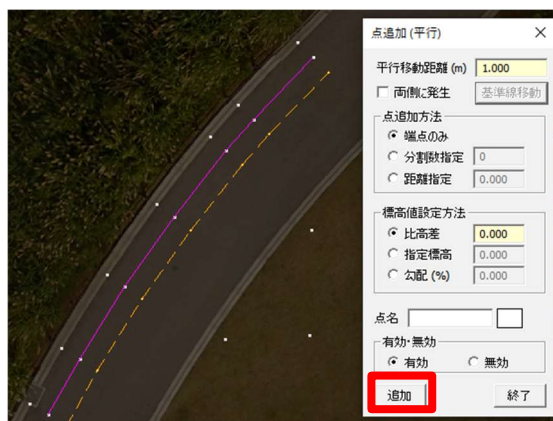 点追加 (平行)
平行移動距離 (m) 1.000
両側に発生 基準線移動
点追加方法
端点のみ
分割数指定 0
距離指定 0.000
標高値設定方法
比高差 0.000
指定標高 0.000
勾配 (%) 0.000
点名
有効・無効
有効 無効
追加 終了